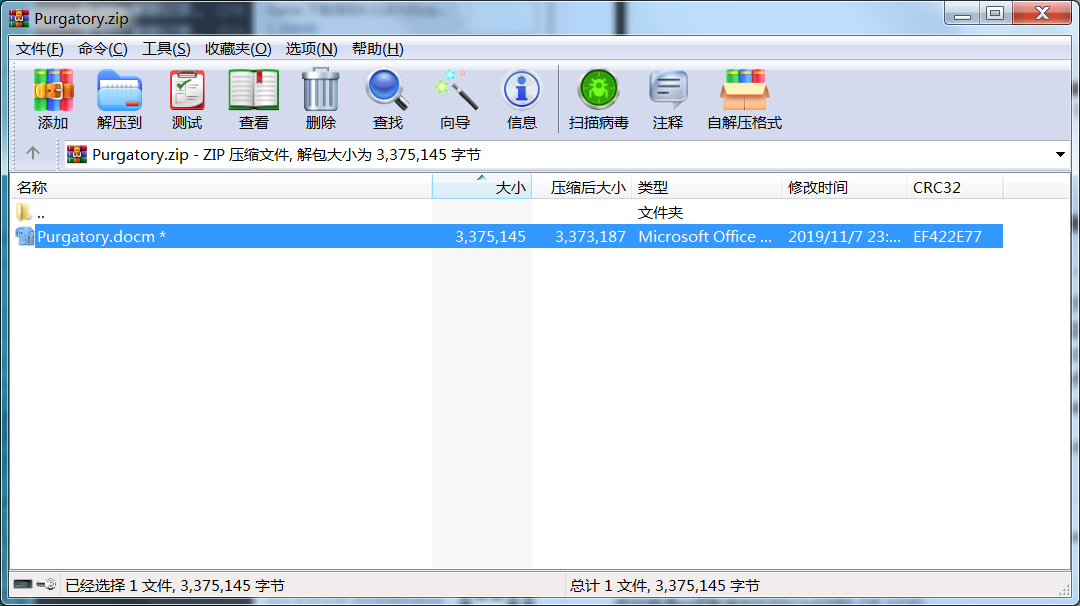 Purgatory.zip
文件(F) 命令(C) 工具(S) 收藏夹(O) 选项(N) 帮助(H)
添加 解压到 测试 查看 删除 查找 向导 信息 扫描病毒 注释 自解压格式
Purgatory.zip - ZIP 压缩文件, 解包大小为 3,375,145 字节
名称 大小 压缩后大小 类型 修改时间 CRC32
.. 文件夹
Purgatory.docm * 3,375,145 3,373,187 Microsoft Office ... 2019/11/7 23:... EF422E77
已经选择 1 文件, 3,375,145 字节 总计 1 文件, 3,375,145 字节